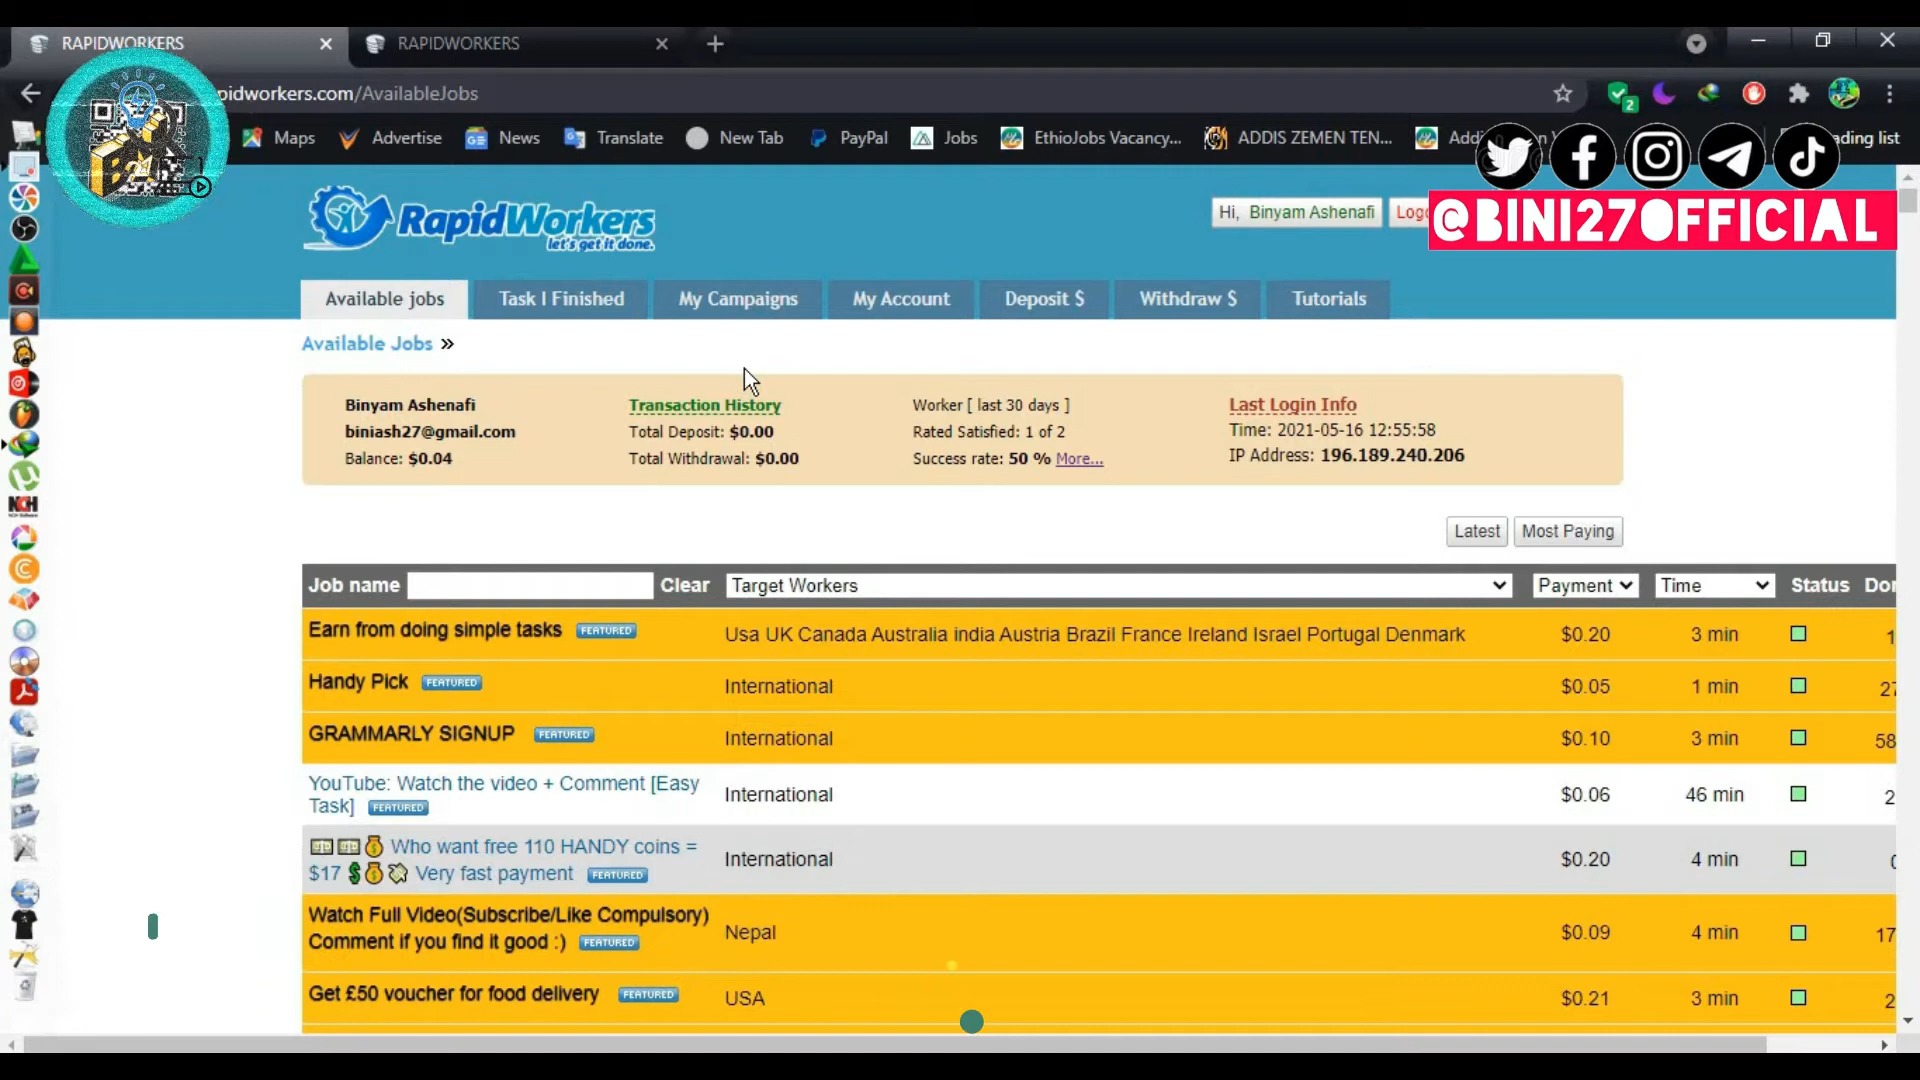 RAPIDWORKERS
RAPIDWORKERS
pidworkers.com/AvailableJobs
2
Maps
Advertise
News
Translate
New Tab
PayPal
Jobs
EthioJobs Vacancy...
ADDIS ZEMEN TEN...
ading list
RapidWorkers
let's get it done.
Hi, Binyam Ashenafi
@BINI27OFFICIAL
Available jobs
Task I Finished
My Campaigns
My Account
Deposit $
Withdraw $
Tutorials
Available Jobs »
Binyam Ashenafi
biniash27@gmail.com
Balance: $0.04
Transaction History
Total Deposit: $0.00
Total Withdrawal: $0.00
Worker [ last 30 days ]
Rated Satisfied: 1 of 2
Success rate: 50 % More...
Last Login Info
Time: 2021-05-16 12:55:58
IP Address: 196.189.240.206
Latest
Most Paying
Job name Clear Target Workers Payment Time Status
Earn from doing simple tasks FEATURED Usa UK Canada Australia india Austria Brazil France Ireland Israel Portugal Denmark $0.20 3 min
Handy Pick FEATURED International $0.05 1 min
GRAMMARLY SIGNUP FEATURED International $0.10 3 min
YouTube: Watch the video + Comment [Easy
Task] FEATURED International $0.06 46 min
Who want free 110 HANDY coins =
$17 Very fast payment FEATURED International $0.20 4 min
Watch Full Video(Subscribe/Like Compulsory)
Comment if you find it good :) FEATURED Nepal $0.09 4 min
Get £50 voucher for food delivery FEATURED USA $0.21 3 min
NCH